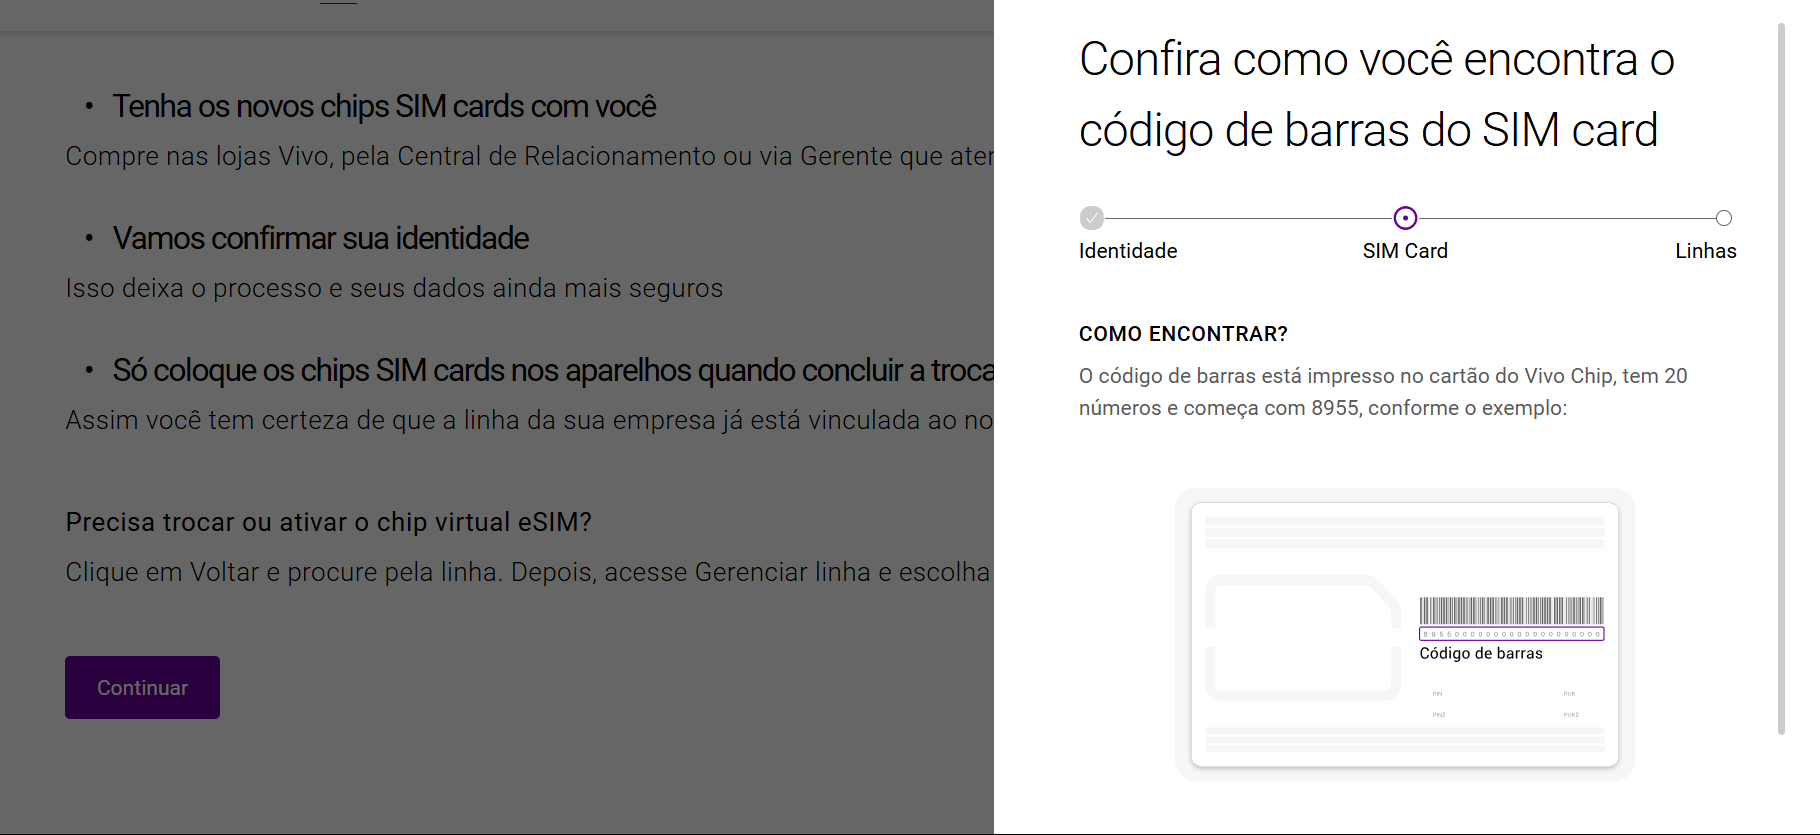 • Tenha os novos chips SIM cards com você
Compre nas lojas Vivo, pela Central de Relacionamento ou via Gerente que
• Vamos confirmar sua identidade
Isso deixa o processo e seus dados ainda mais seguros
• Só coloque os chips SIM cards nos aparelhos quando concluir a troca
Assim você tem certeza de que a linha da sua empresa já está vinculada ao
Precisa trocar ou ativar o chip virtual eSIM?
Clique em Voltar e procure pela linha. Depois, acesse Gerenciar linha e escolha
Continuar
Confira como você encontra o
código de barras do SIM card
Identidade
SIM Card
Linhas
COMO ENCONTRAR?
O código de barras está impresso no cartão do Vivo Chip, tem 20
números e começa com 8955, conforme o exemplo:
Código de barras
PIN
PUK
PIN2
PUK2